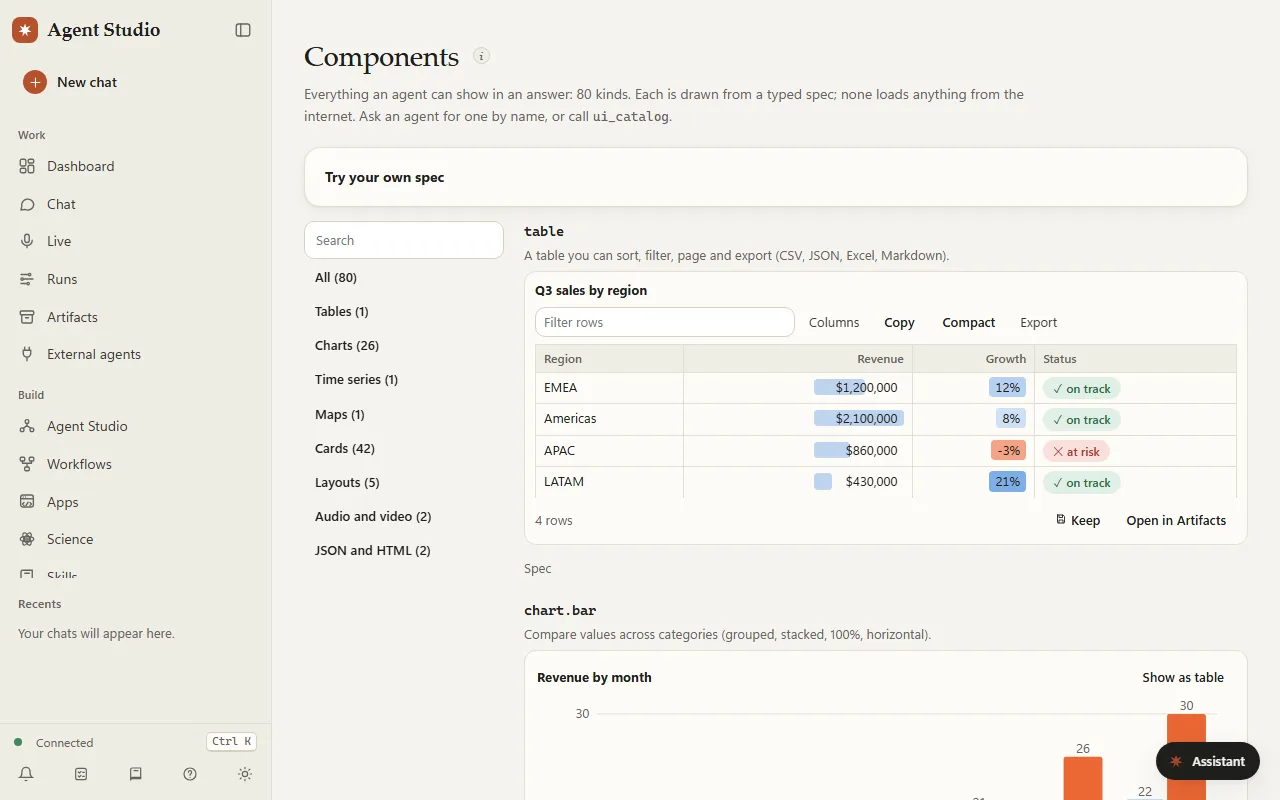 Agent Studio
New chat
Work
Dashboard
Chat
Live
Runs
Artifacts
External agents
Build
Agent Studio
Workflows
Apps
Science
Skills
Recents
Your chats will appear here.
Connected
Ctrl K
Components
Everything an agent can show in an answer: 80 kinds. Each is drawn from a typed spec; none loads anything from the
internet. Ask an agent for one by name, or call ui_catalog.
Try your own spec
Search
All (80)
Tables (1)
Charts (26)
Time series (1)
Maps (1)
Cards (42)
Layouts (5)
Audio and video (2)
JSON and HTML (2)
table
A table you can sort, filter, page and export (CSV, JSON, Excel, Markdown).
Q3 sales by region
Filter rows Columns Copy Compact Export
Region Revenue Growth Status
EMEA $1,200,000 12% ✓ on track
Americas $2,100,000 8% ✓ on track
APAC $860,000 -3% ✕ at risk
LATAM $430,000 21% ✓ on track
4 rows Keep Open in Artifacts
Spec
chart.bar
Compare values across categories (grouped, stacked, 100%, horizontal).
Revenue by month Show as table
30
30
26
22
Assistant